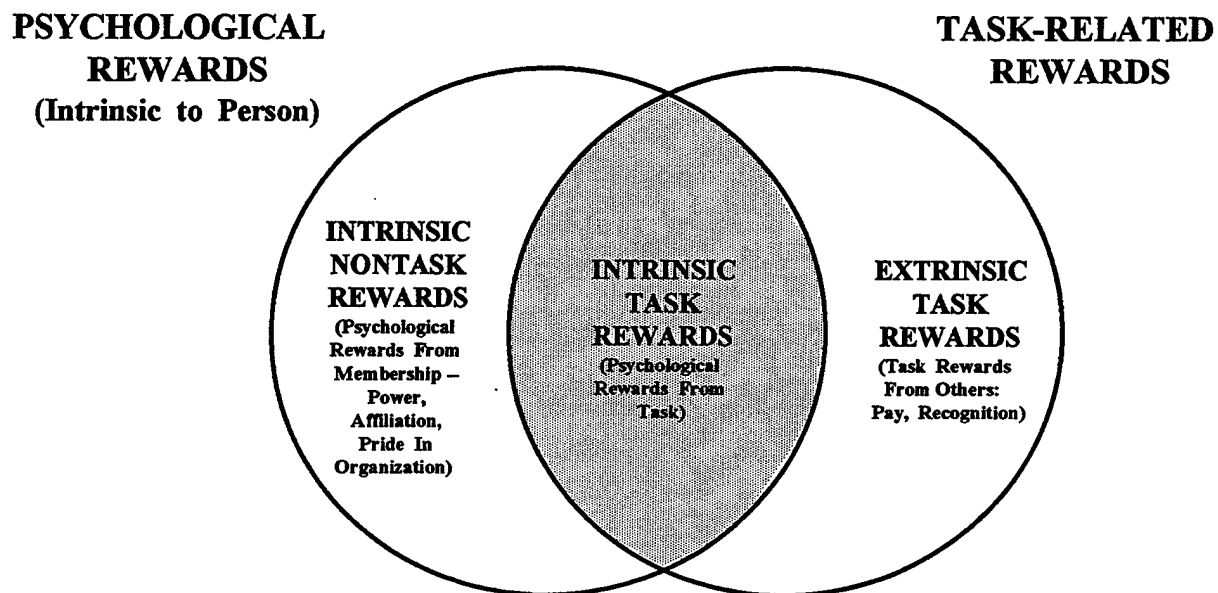 PSYCHOLOGICAL
REWARDS
(Intrinsic to Person)
TASK-RELATED
REWARDS
INTRINSIC
NONTASK
REWARDS
(Psychological
Rewards From
Membership –
Power,
Affiliation,
Pride In
Organization)
INTRINSIC
TASK
REWARDS
(Psychological
Rewards From
Task)
EXTRINSIC
TASK
REWARDS
(Task Rewards
From Others:
Pay, Recognition)